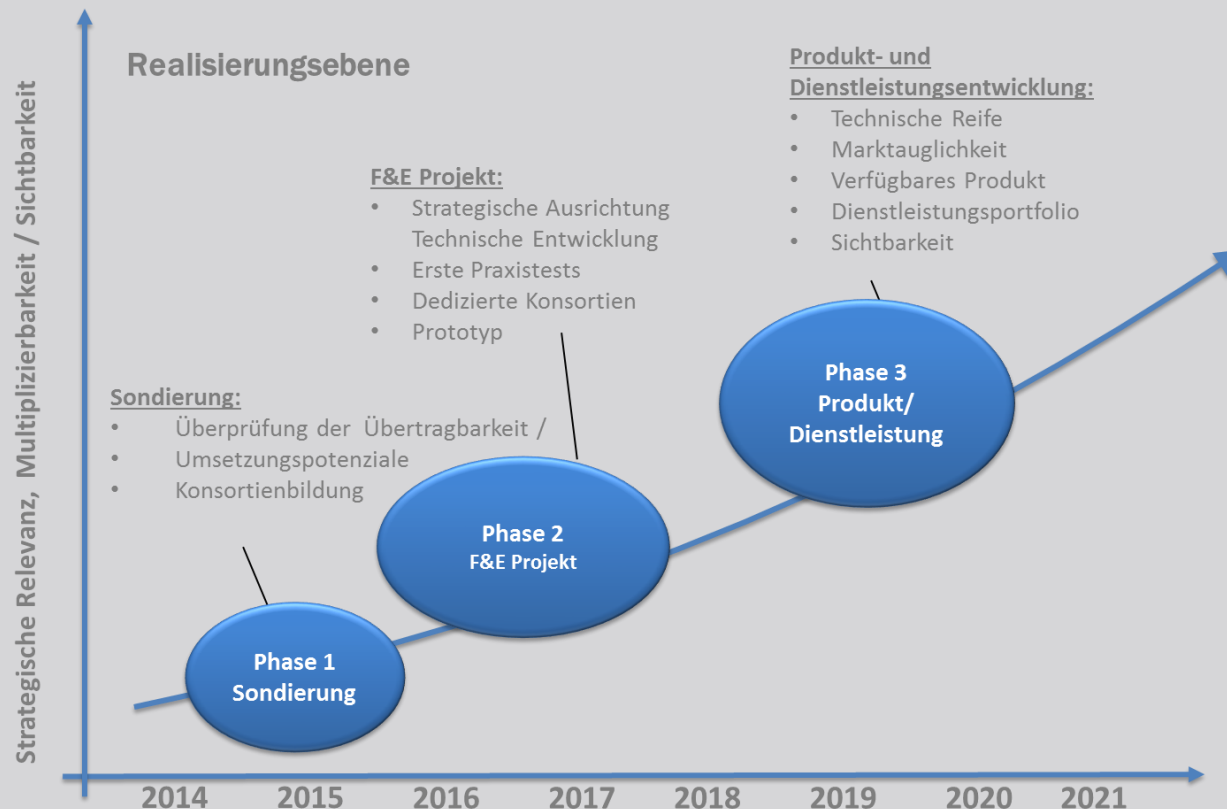 Strategische Relevanz, Multiplizierbarkeit / Sichtbarkeit
Realisierungsebene
Sondierung:
• Überprüfung der Übertragbarkeit /
• Umsetzungspotenziale
• Konsortienbildung
F&E Projekt:
• Strategische Ausrichtung
Technische Entwicklung
• Erste Praxistests
• Dedizierte Konsortien
• Prototyp
Produkt- und
Dienstleistungsentwicklung:
• Technische Reife
• Marktauglichkeit
• Verfügbares Produkt
• Dienstleistungsportfolio
• Sichtbarkeit
Phase 1
Sondierung
Phase 2
F&E Projekt
Phase 3
Produkt/
Dienstleistung
2014 2015 2016 2017 2018 2019 2020 2021